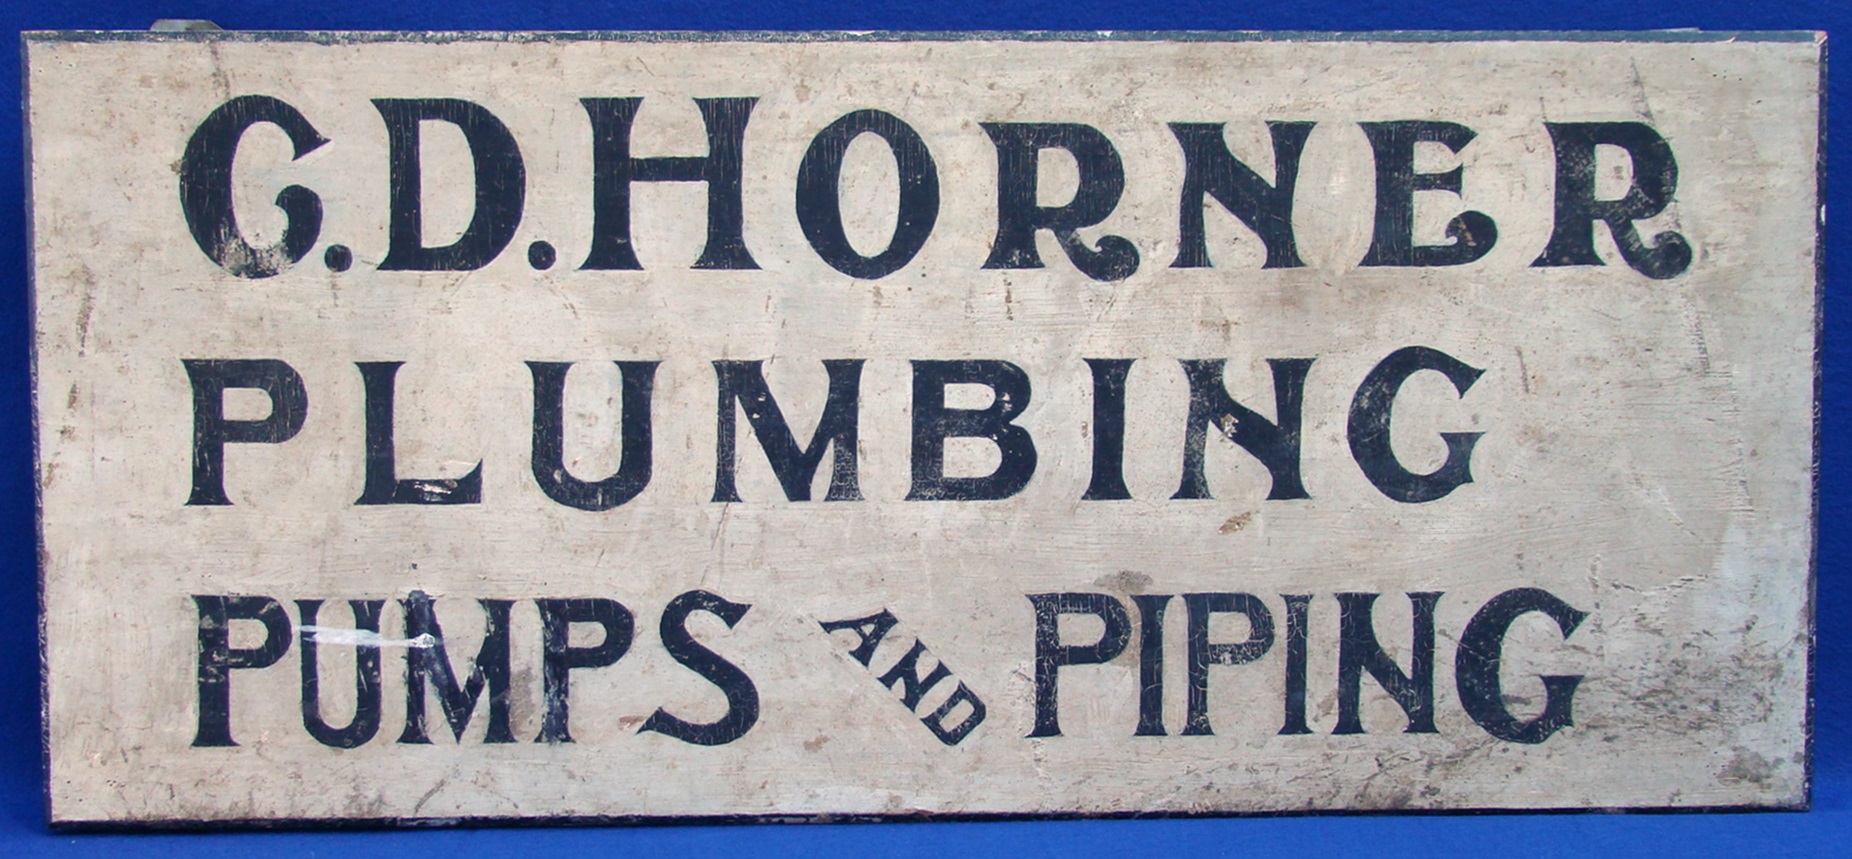 C.D. HORNER
PLUMBING
PUMPS AND PIPING